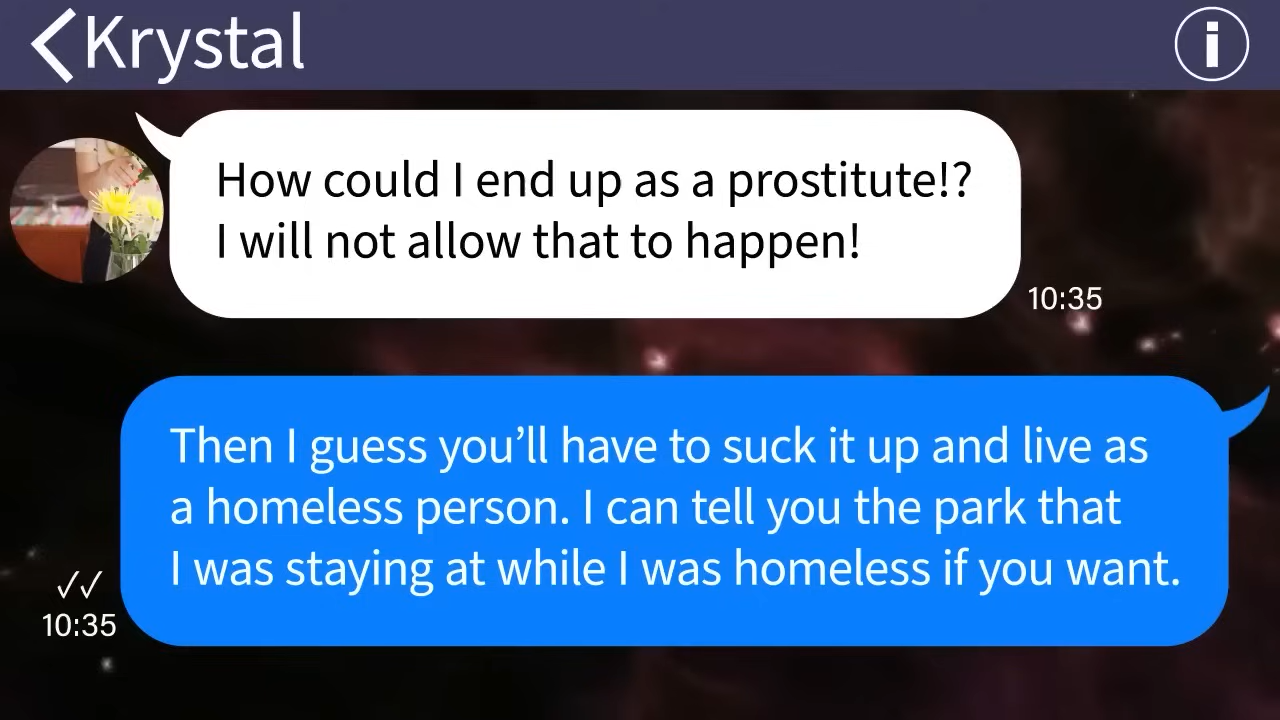 Krystal
How could I end up as a prostitute!?
I will not allow that to happen!
10:35
Then I guess you’ll have to suck it up and live as
a homeless person. I can tell you the park that
I was staying at while I was homeless if you want.
10:35